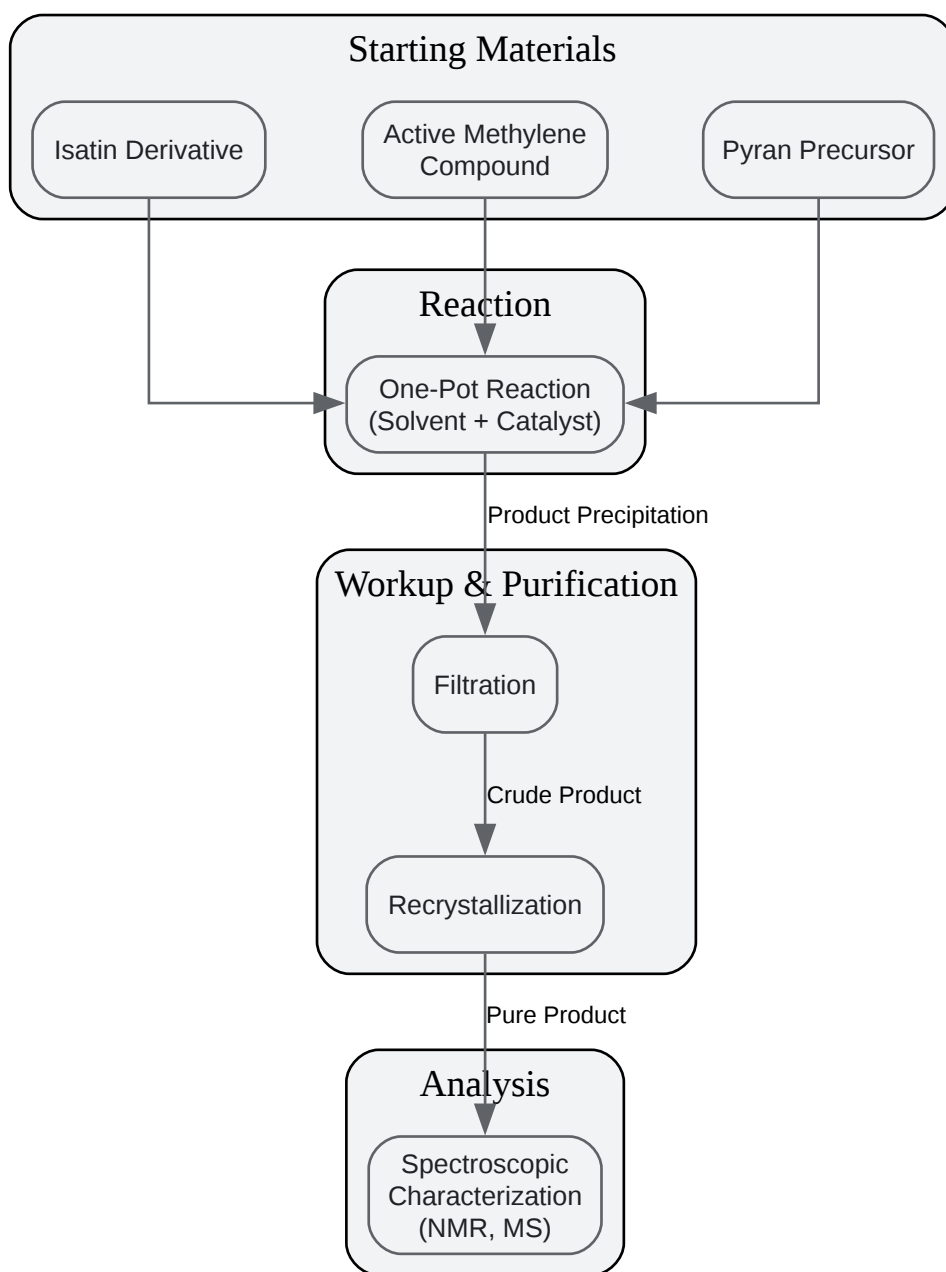 Starting Materials
Isatin Derivative
Active Methylene
Compound
Pyran Precursor
Reaction
One-Pot Reaction
(Solvent + Catalyst)
Product Precipitation
Workup & Purification
Filtration
Crude Product
Recrystallization
Pure Product
Analysis
Spectroscopic
Characterization
(NMR, MS)